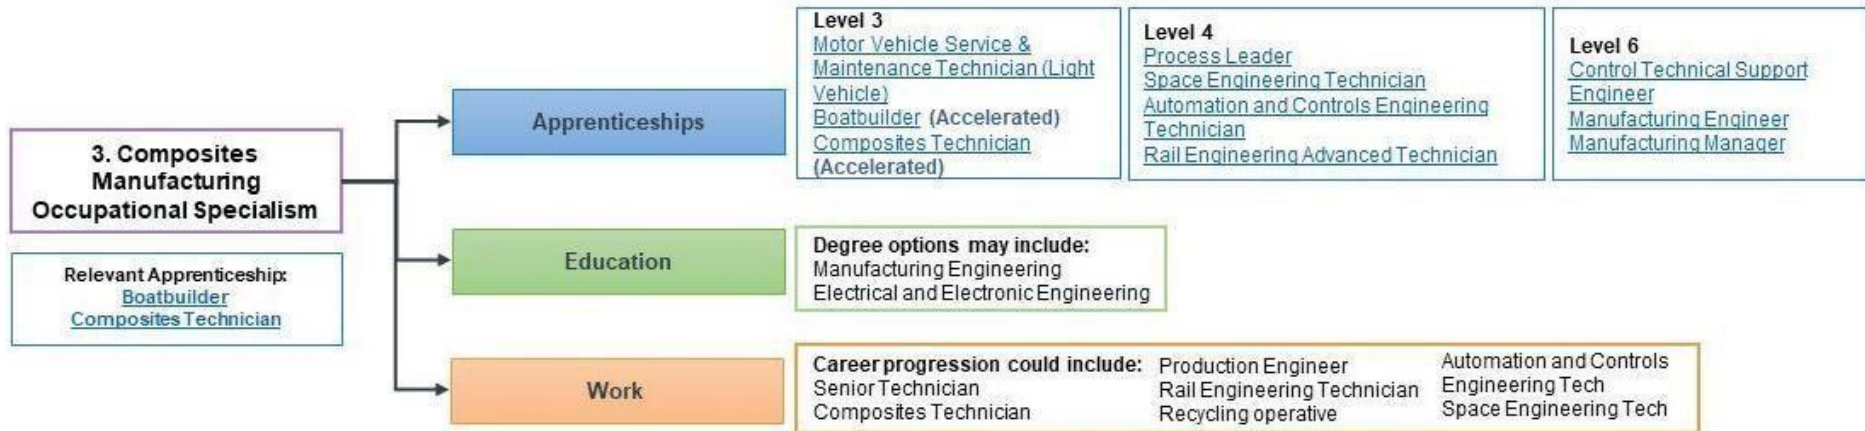 3. Composites
Manufacturing
Occupational Specialism
Relevant Apprenticeship:
Boatbuilder
Composites Technician
Apprenticeships
Level 3
Motor Vehicle Service &
Maintenance Technician (Light
Vehicle)
Boatbuilder (Accelerated)
Composites Technician
(Accelerated)
Level 4
Process Leader
Space Engineering Technician
Automation and Controls Engineering
Technician
Rail Engineering Advanced Technician
Level 6
Control Technical Support
Engineer
Manufacturing Engineer
Manufacturing Manager
Education
Degree options may include:
Manufacturing Engineering
Electrical and Electronic Engineering
Work
Career progression could include:
Senior Technician
Composites Technician
Production Engineer
Rail Engineering Technician
Recycling operative
Automation and Controls
Engineering Tech
Space Engineering Tech